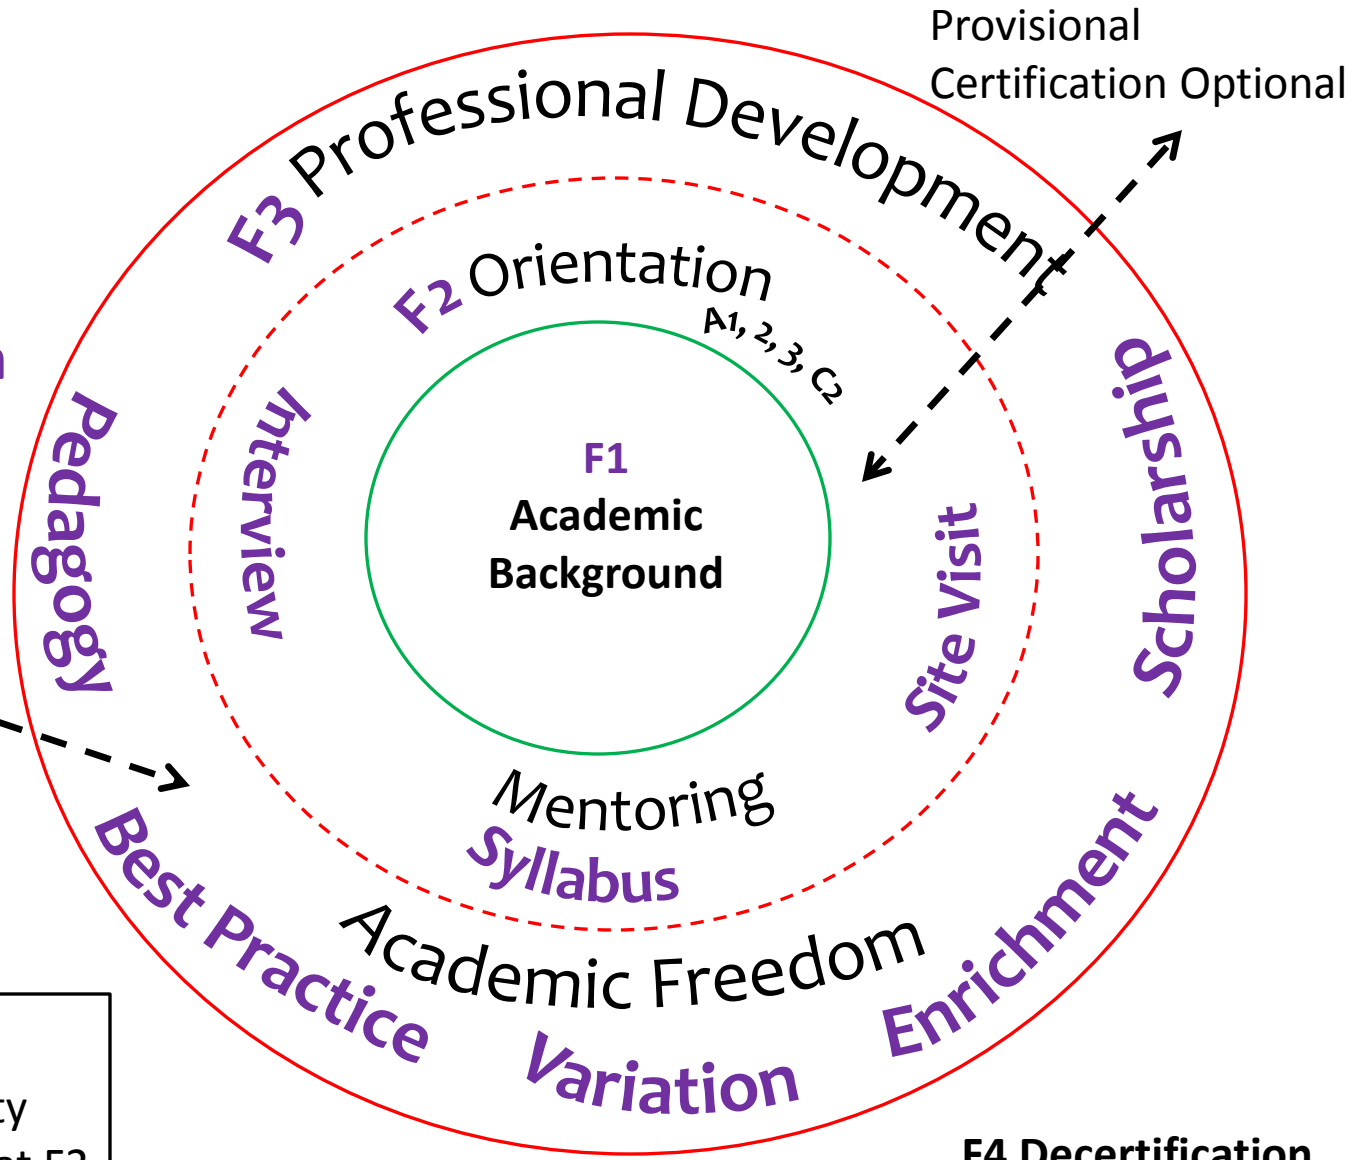 Provisional
Certification Optional
F3 Professional Development
F2 Orientation
A1, 2, 3, C2
Pedagogy
Interview
F1
Academic
Background
Site Visit
Scholarship
Mentoring
Syllabus
Academic Freedom
Best Practice
Variation
Enrichment
F4 Decertification